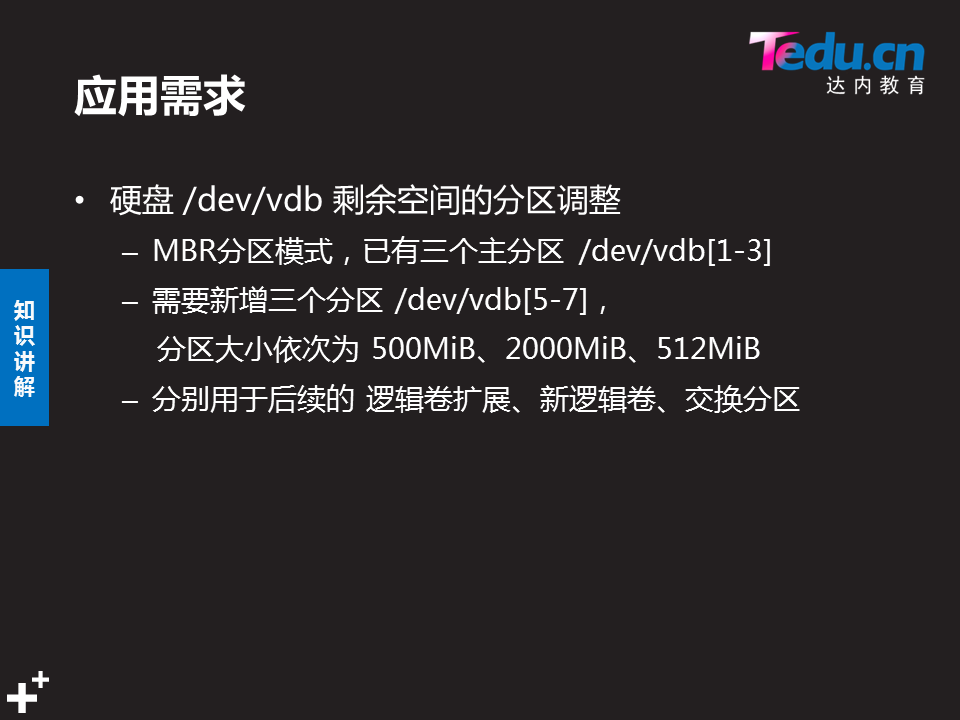 Tedu.cn
达内教育
应用需求
• 硬盘 /dev/vdb 剩余空间的分区调整
– MBR分区模式，已有三个主分区 /dev/vdb[1-3]
– 需要新增三个分区 /dev/vdb[5-7]，
分区大小依次为 500MiB、2000MiB、512MiB
– 分别用于后续的 逻辑卷扩展、新逻辑卷、交换分区
知
识
讲
解